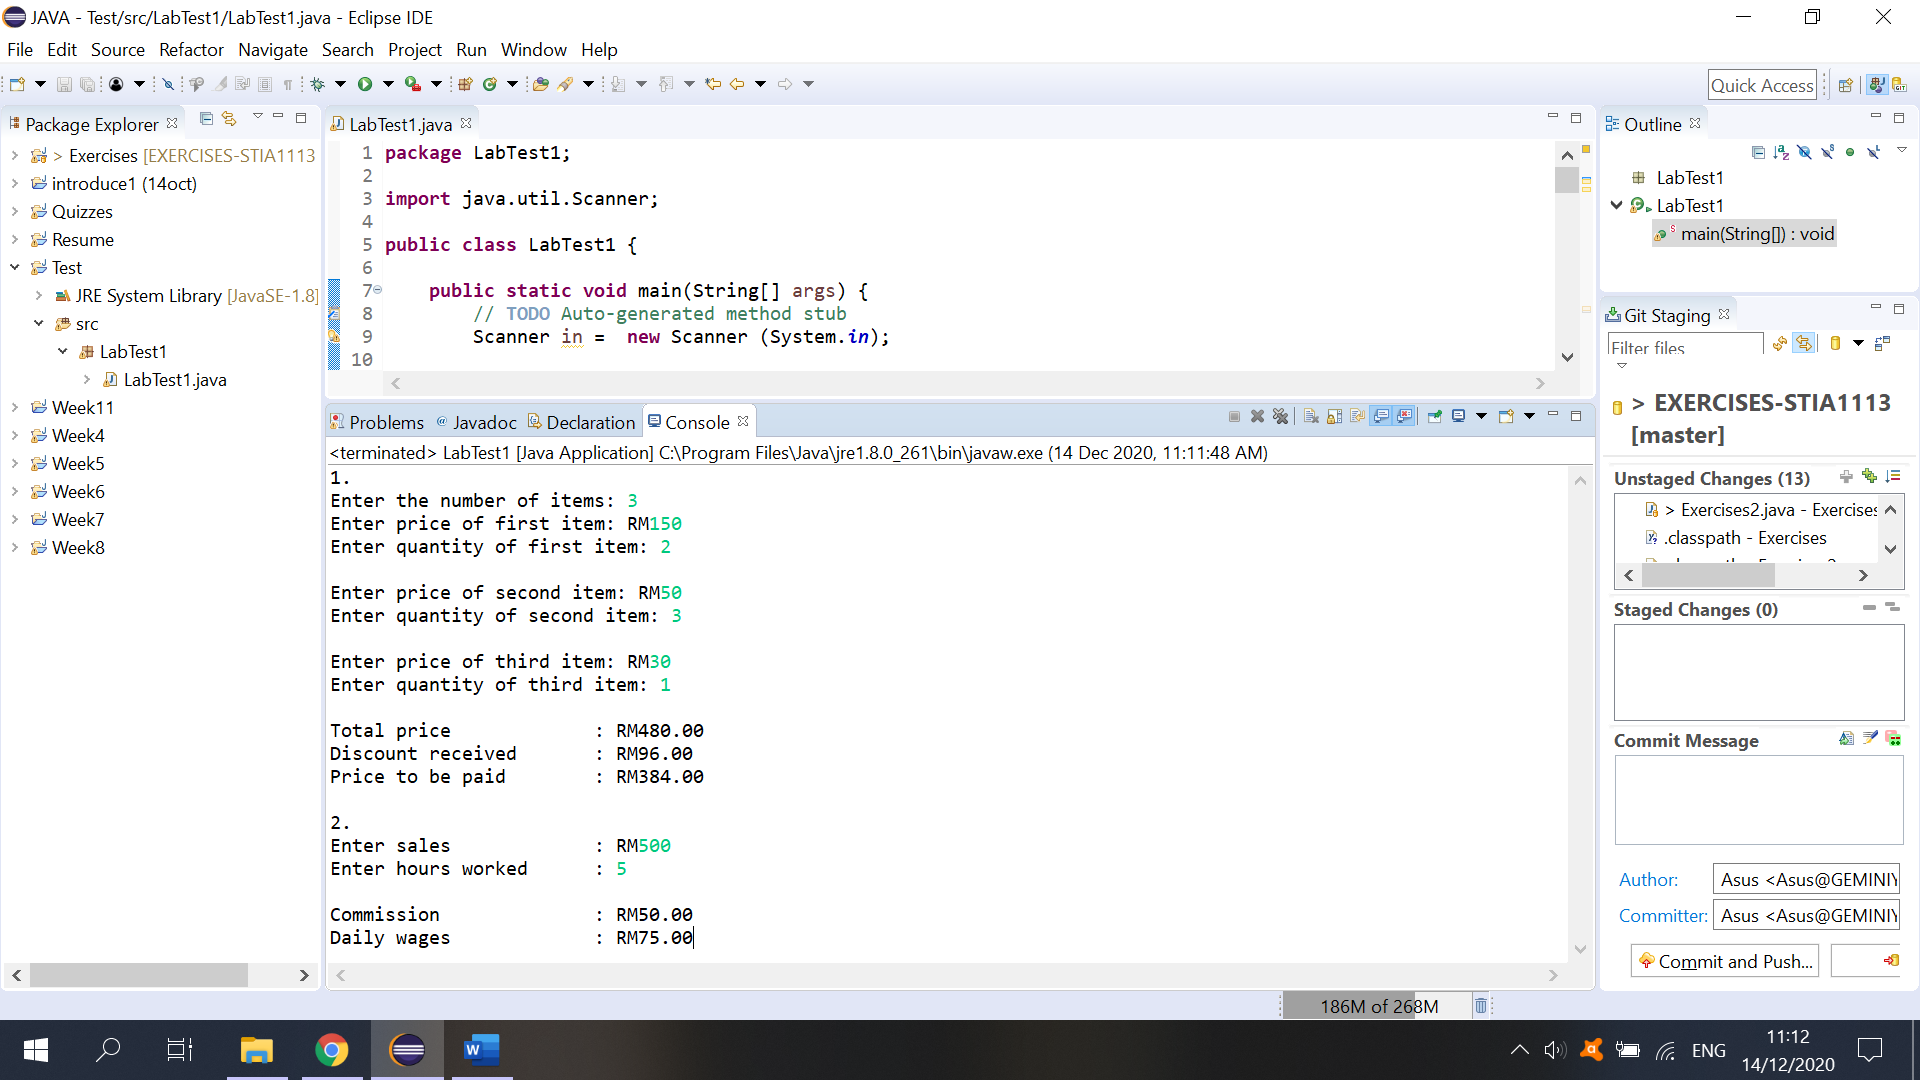 JAVA - Test/src/LabTest1/LabTest1.java - Eclipse IDE
File Edit Source Refactor Navigate Search Project Run Window Help
Quick Access
Package Explorer
> Exercises [EXERCISES-STIA1113
introduce1 (14oct)
Quizzes
Resume
Test
JRE System Library [JavaSE-1.8]
src
LabTest1
LabTest1.java
Week11
Week4
Week5
Week6
Week7
Week8
LabTest1.java
1 package LabTest1;
2
3 import java.util.Scanner;
4
5 public class LabTest1 {
6
7 public static void main(String[] args) {
8 // TODO Auto-generated method stub
9 Scanner in =  new Scanner (System.in);
10
Problems Javadoc Declaration Console
<terminated> LabTest1 [Java Application] C:\Program Files\Java\jre1.8.0_261\bin\javaw.exe (14 Dec 2020, 11:11:48 AM)
1.
Enter the number of items: 3
Enter price of first item: RM150
Enter quantity of first item: 2
Enter price of second item: RM50
Enter quantity of second item: 3
Enter price of third item: RM30
Enter quantity of third item: 1
Total price : RM480.00
Discount received : RM96.00
Price to be paid : RM384.00
2.
Enter sales : RM500
Enter hours worked : 5
Commission : RM50.00
Daily wages : RM75.00
Outline
LabTest1
LabTest1
main(String[]) : void
Git Staging
Filter files
> EXERCISES-STIA1113
[master]
Unstaged Changes (13)
> Exercises2.java - Exercises
.classpath - Exercises
Staged Changes (0)
Commit Message
Author: Asus <Asus@GEMINIY
Committer: Asus <Asus@GEMINIY
Commit and Push...
186M of 268M
ENG
11:12
14/12/2020